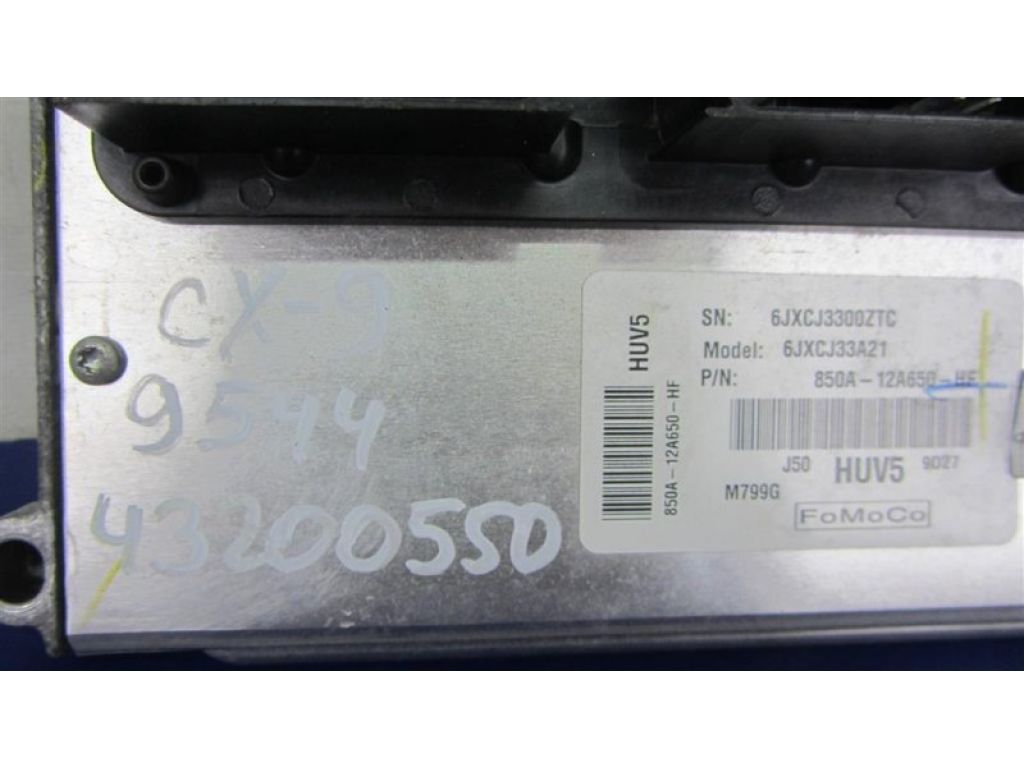 CX-9
9544
43200550
HUV5
850A-12A650-HF
SN: 6JXCJ3300ZTC
Model: 6JXCJ33A21
P/N: 850A-12A650-HF
J50 HUV5 9D27
M799G
FoMoCo